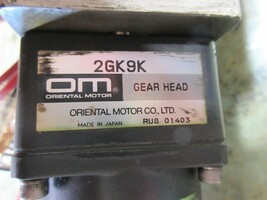 2GK9K
OM®
ORIENTAL MOTOR
GEAR HEAD
ORIENTAL MOTOR CO., LTD.
MADE IN JAPAN RUB 01403